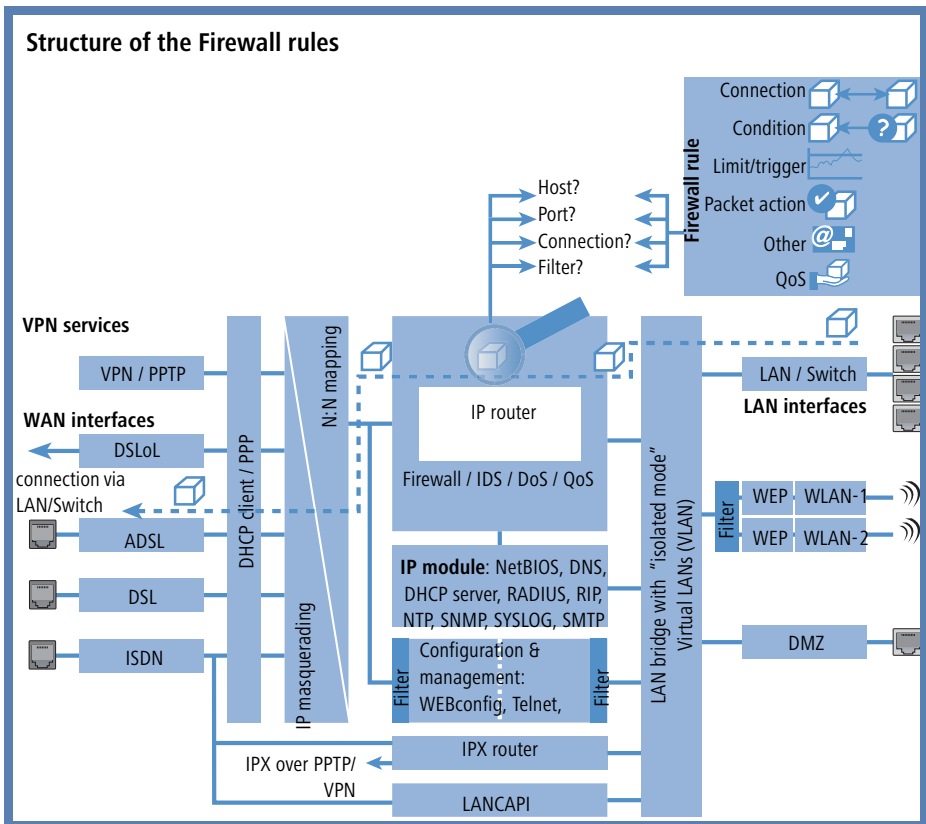 Structure of the Firewall rules
Firewall rule
Connection
Condition
?
Limit/trigger
Packet action
Other
@
QoS
Host?
Port?
Connection?
Filter?
VPN services
VPN / PPTP
WAN interfaces
DSLoL
connection via
LAN/Switch
ADSL
DSL
ISDN
DHCP client / PPP
IP masquerading
N:N mapping
IP router
Firewall / IDS / DoS / QoS
IP module: NetBIOS, DNS,
DHCP server, RADIUS, RIP,
NTP, SNMP, SYSLOG, SMTP
Filter
Configuration &
management:
WEBconfig, Telnet,
Filter
IPX router
IPX over PPTP/
VPN
LANCAPI
LAN bridge with "isolated mode"
Virtual LANs (VLAN)
LAN / Switch
LAN interfaces
Filter
WEP
WLAN-1
WEP
WLAN-2
DMZ